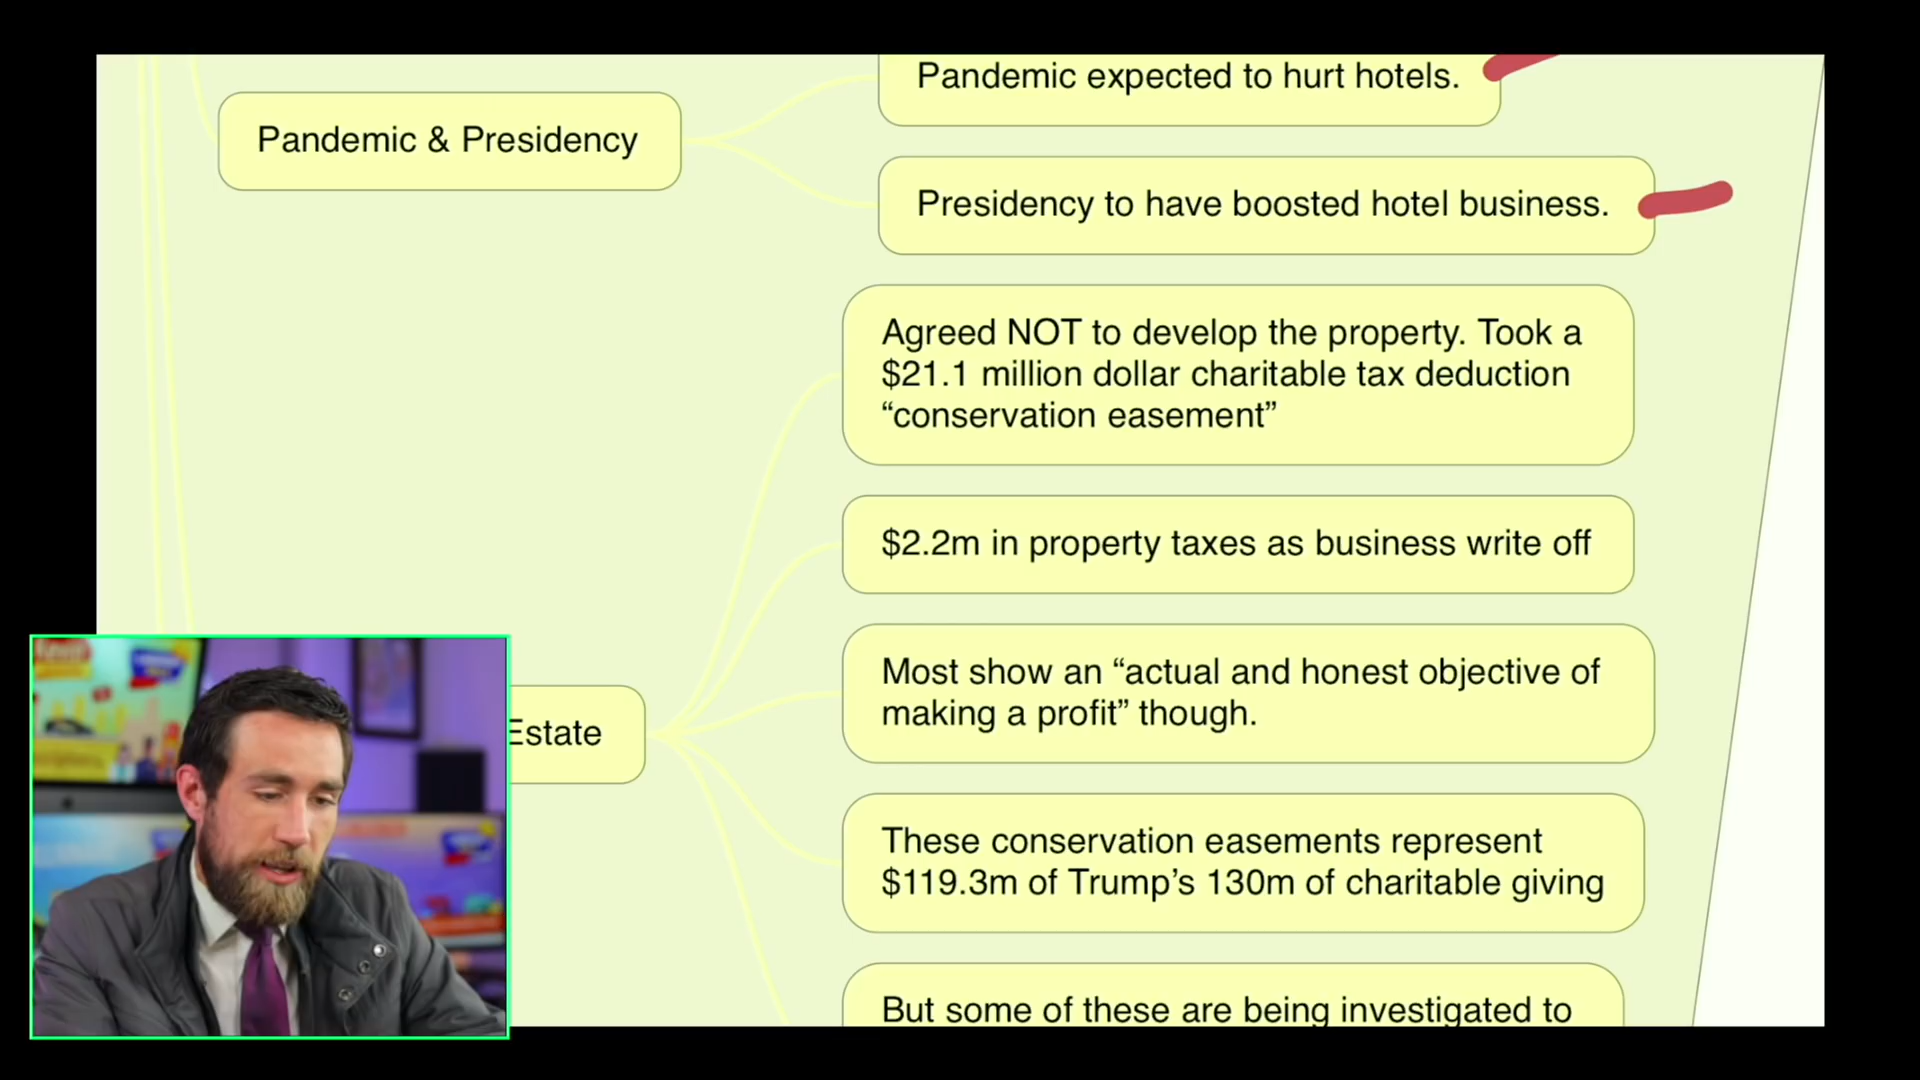 Pandemic expected to hurt hotels.
Pandemic & Presidency
Presidency to have boosted hotel business.
Agreed NOT to develop the property. Took a
$21.1 million dollar charitable tax deduction
“conservation easement”
$2.2m in property taxes as business write off
Most show an “actual and honest objective of
making a profit” though.
Estate
These conservation easements represent
$119.3m of Trump’s 130m of charitable giving
But some of these are being investigated to